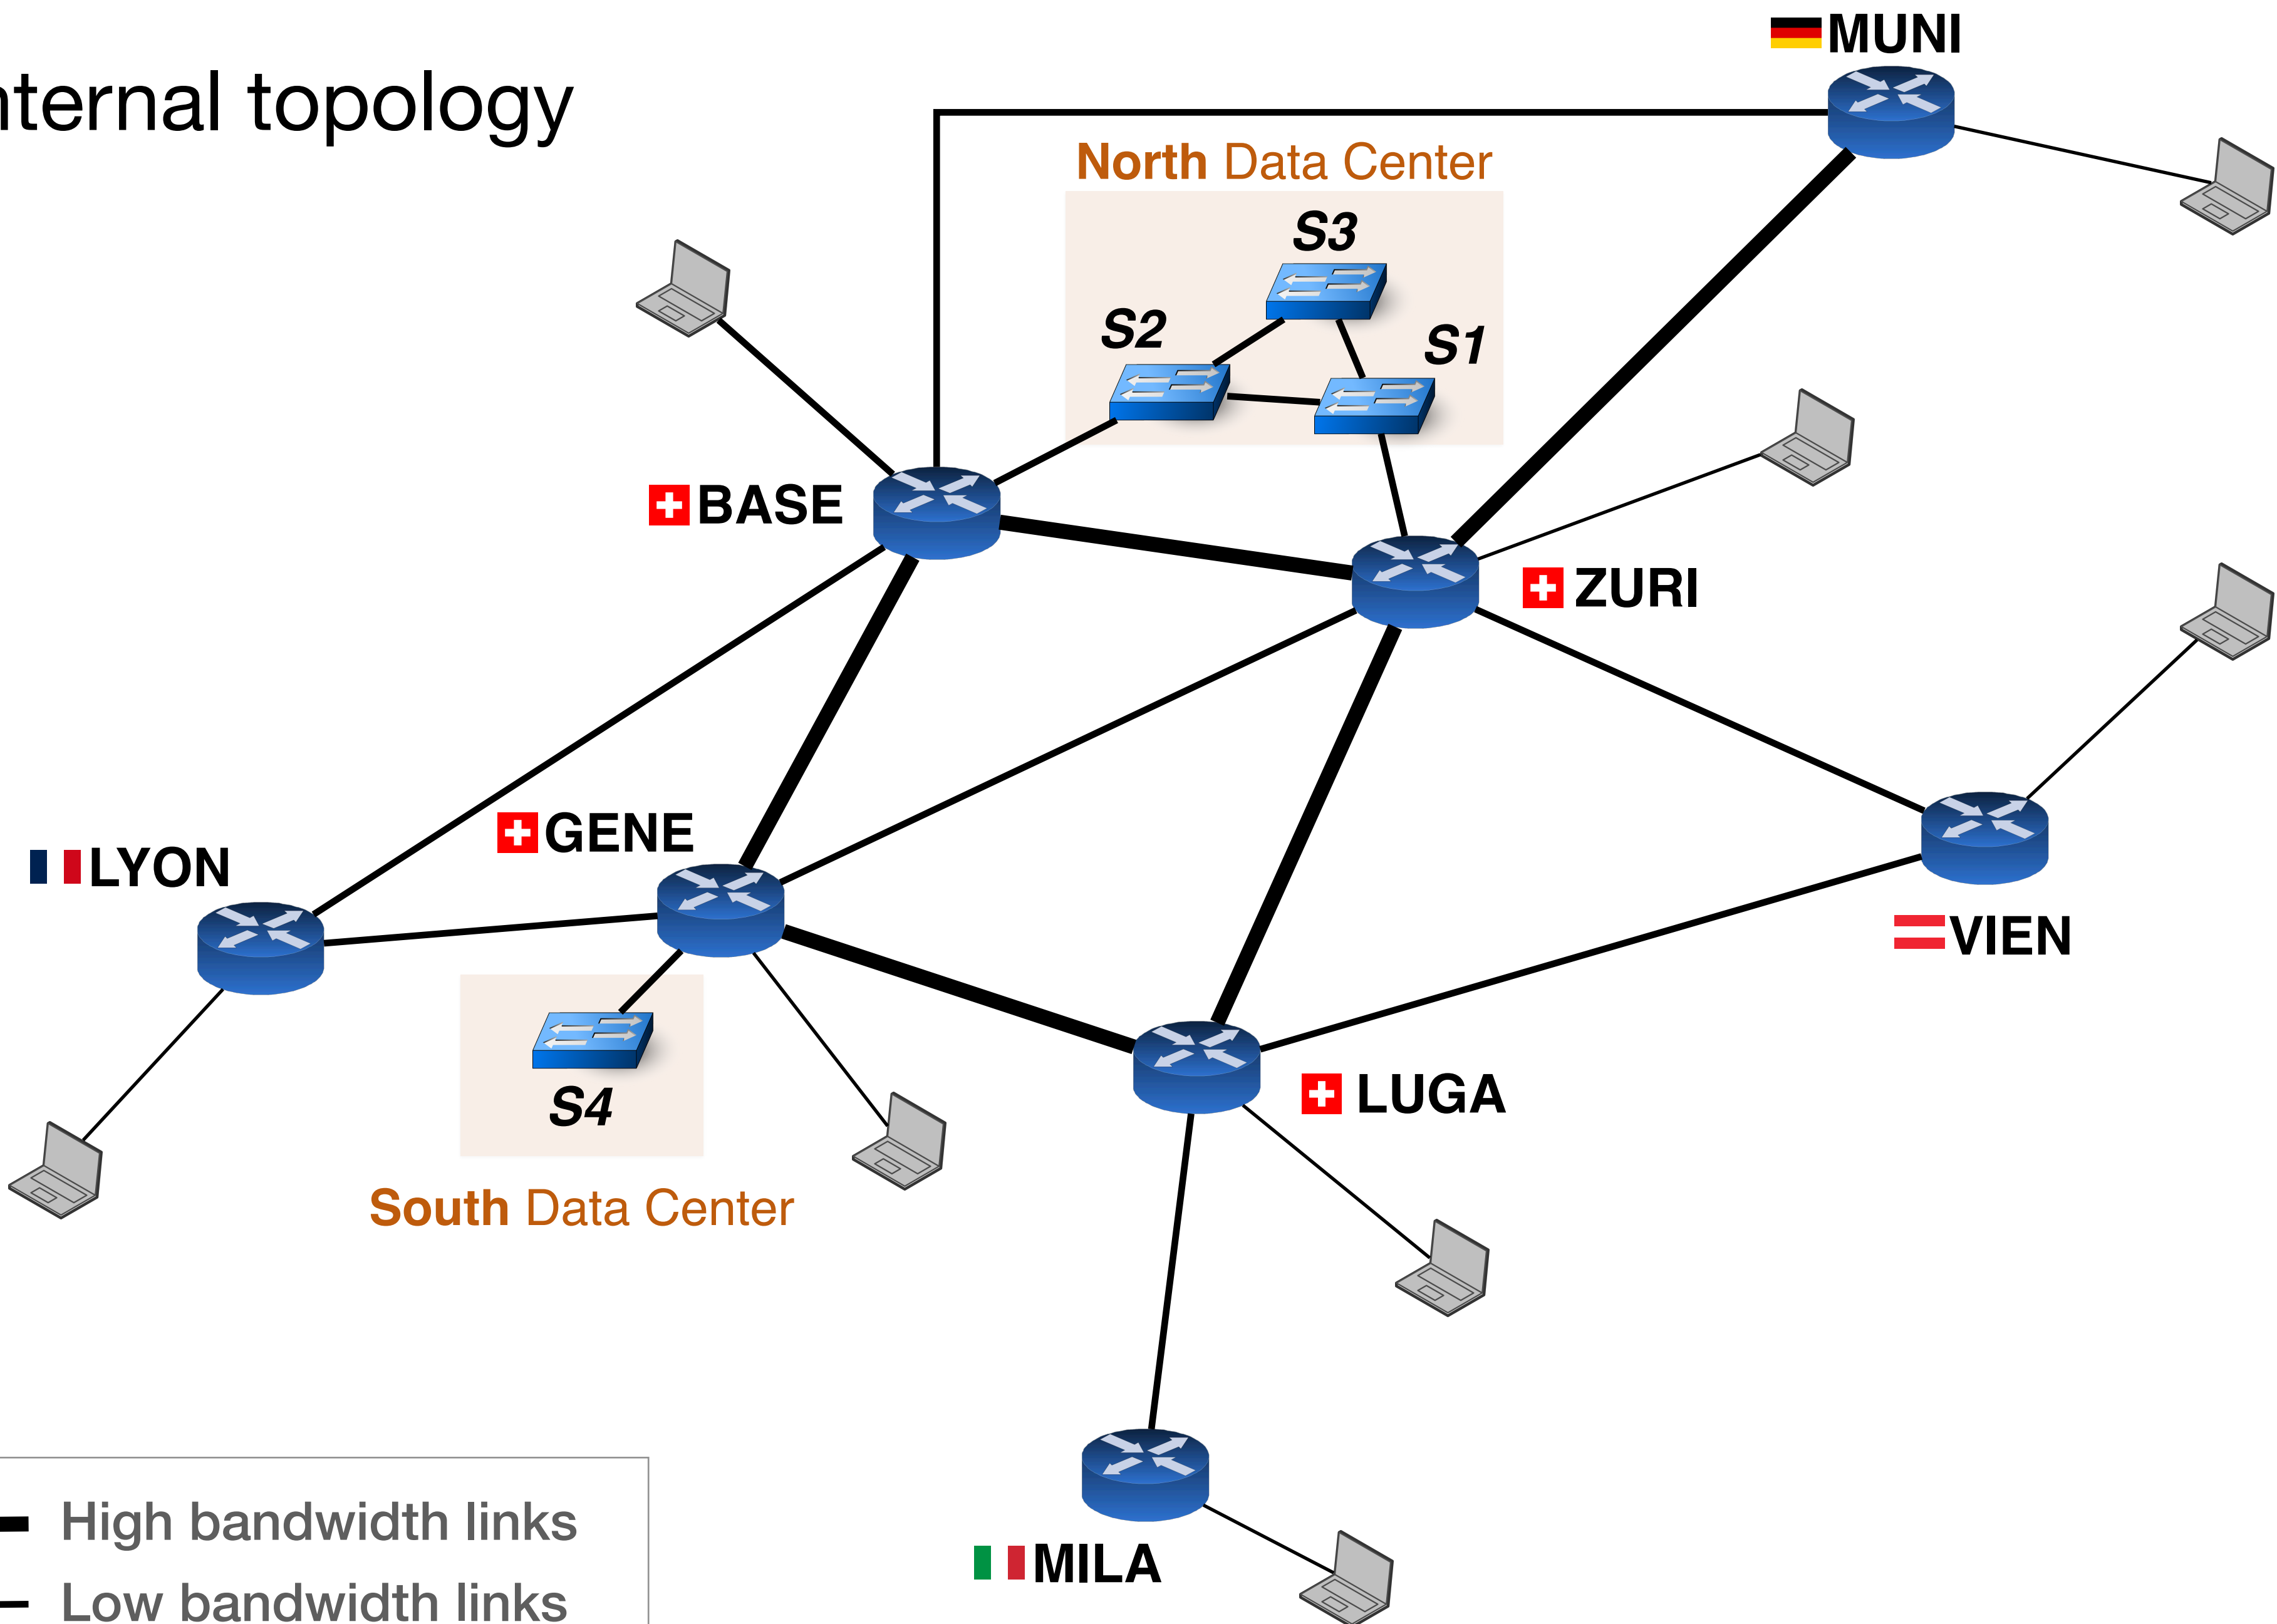 nternal topology
MUNI
North Data Center
S3
S2
S1
BASE
ZURI
GENE
LYON
VIEN
S4
LUGA
South Data Center
MILA
High bandwidth links
Low bandwidth links